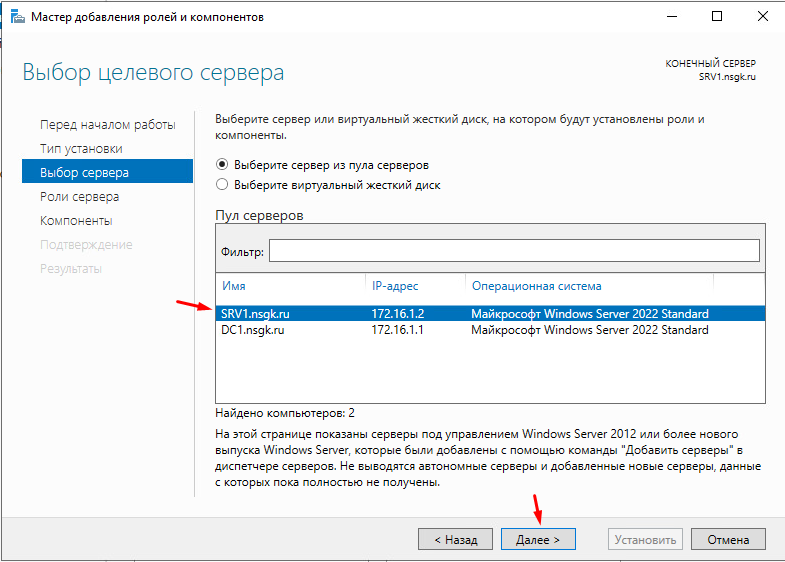 Мастер добавления ролей и компонентов
Выбор целевого сервера
КОНЕЧНЫЙ СЕРВЕР
SRV1.nsgk.ru
Перед началом работы
Тип установки
Выбор сервера
Роли сервера
Компоненты
Подтверждение
Результаты
Выберите сервер или виртуальный жесткий диск, на котором будут установлены роли и
компоненты.
Выберите сервер из пула серверов
Выберите виртуальный жесткий диск
Пул серверов
Фильтр:
Имя IP-адрес Операционная система
SRV1.nsgk.ru 172.16.1.2 Майкрософт Windows Server 2022 Standard
DC1.nsgk.ru 172.16.1.1 Майкрософт Windows Server 2022 Standard
Найдено компьютеров: 2
На этой странице показаны серверы под управлением Windows Server 2012 или более нового
выпуска Windows Server, которые были добавлены с помощью команды "Добавить серверы" в
диспетчере серверов. Не выводятся автономные серверы и добавленные новые серверы, данные
с которых пока полностью не получены.
< Назад Далее > Установить Отмена